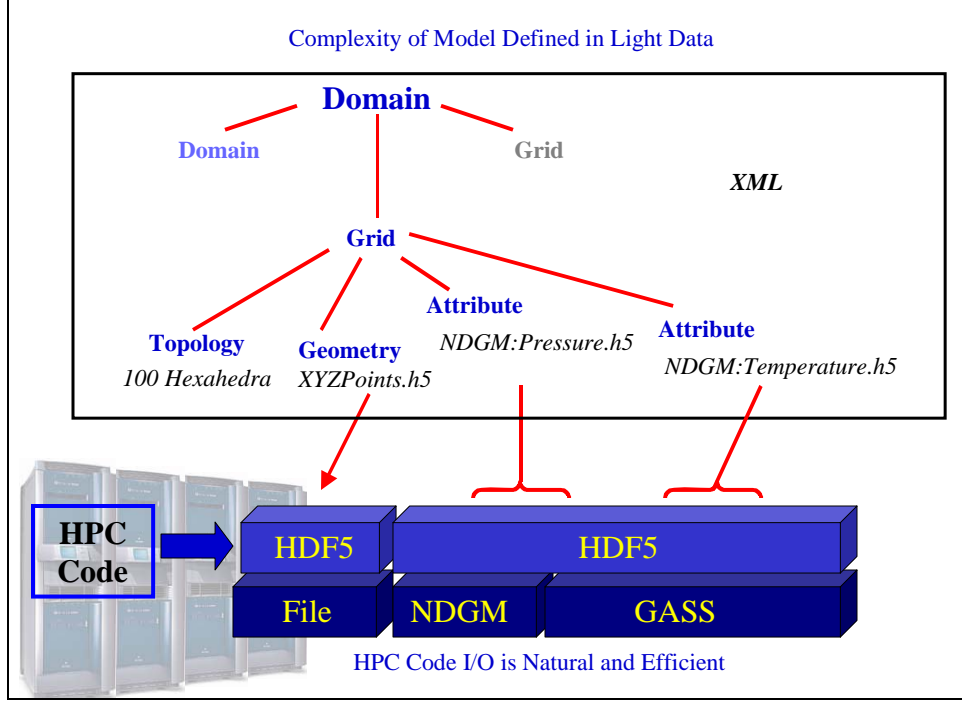 Complexity of Model Defined in Light Data
Domain
Domain
Grid
XML
Grid
Attribute
NDGM:Pressure.h5
Attribute
NDGM:Temperature.h5
Topology
100 Hexahedra
Geometry
XYZPoints.h5
HPC
Code
HDF5
HDF5
File
NDGM
GASS
HPC Code I/O is Natural and Efficient